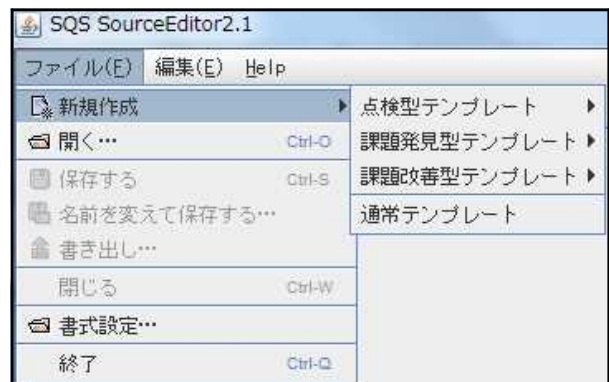 SQS SourceEditor2.1
ファイル(F) 編集(E) Help
新規作成
開く… Ctrl-O
保存する Ctrl-S
名前を変えて保存する…
書き出し…
閉じる Ctrl-W
書式設定…
終了 Ctrl-Q
点検型テンプレート
課題発見型テンプレート
課題改善型テンプレート
通常テンプレート